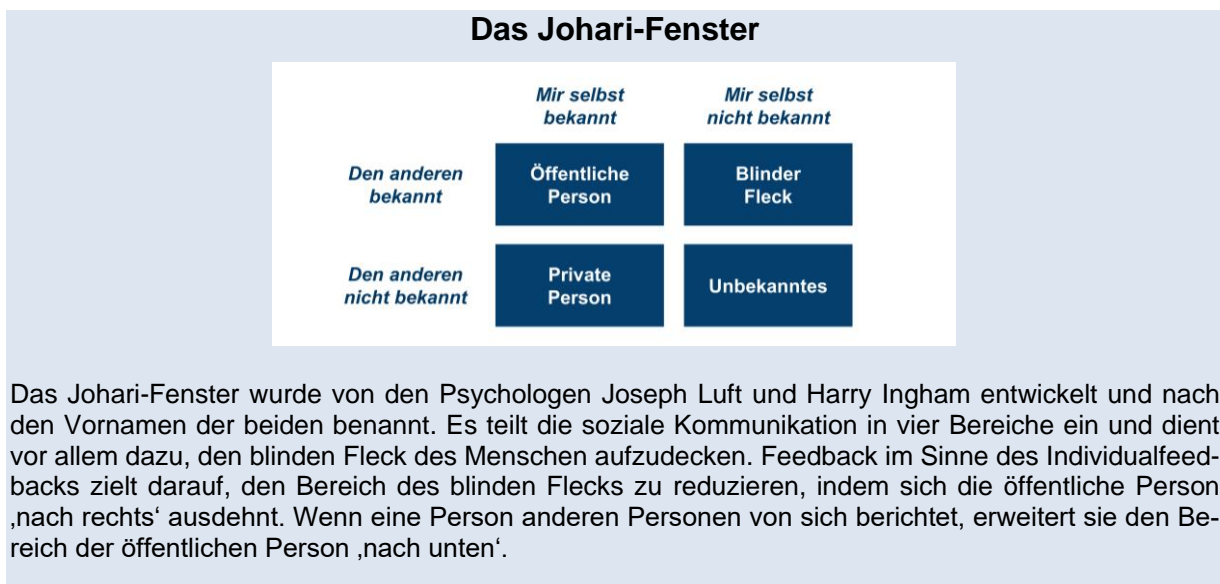 Das Johari-Fenster
Mir selbst
bekannt
Mir selbst
nicht bekannt
Den anderen
bekannt
Öffentliche
Person
Blinder
Fleck
Den anderen
nicht bekannt
Private
Person
Unbekanntes
Das Johari-Fenster wurde von den Psychologen Joseph Luft und Harry Ingham entwickelt und nach
den Vornamen der beiden benannt. Es teilt die soziale Kommunikation in vier Bereiche ein und dient
vor allem dazu, den blinden Fleck des Menschen aufzudecken. Feedback im Sinne des Individualfeed-
backs zielt darauf, den Bereich des blinden Flecks zu reduzieren, indem sich die öffentliche Person
‚nach rechts‘ ausdehnt. Wenn eine Person anderen Personen von sich berichtet, erweitert sie den Be-
reich der öffentlichen Person ‚nach unten‘.